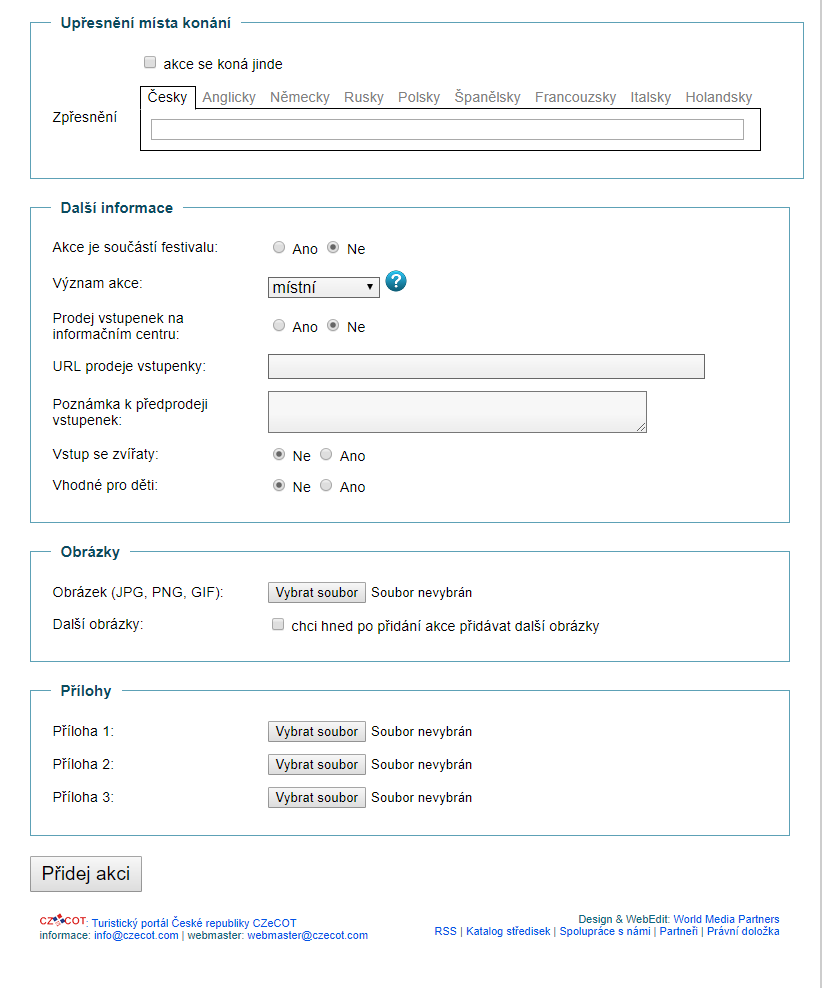 Upřesnění místa konání
akce se koná jinde
Zpřesnění
Česky Anglicky Německy Rusky Polsky Španělsky Francouzsky Italsky Holandsky
Další informace
Akce je součástí festivalu: Ano Ne
Význam akce: místní ?
Prodej vstupenek na
informačním centru: Ano Ne
URL prodeje vstupenky:
Poznámka k předprodeji
vstupenek:
Vstup se zvířaty: Ne Ano
Vhodné pro děti: Ne Ano
Obrázky
Obrázek (JPG, PNG, GIF): Vybrat soubor Soubor nevybrán
Další obrázky: chci hned po přidání akce přidávat další obrázky
Přílohy
Příloha 1: Vybrat soubor Soubor nevybrán
Příloha 2: Vybrat soubor Soubor nevybrán
Příloha 3: Vybrat soubor Soubor nevybrán
Přidej akci
CZeCOT: Turistický portál České republiky CZeCOT
informace: info@czecot.com | webmaster: webmaster@czecot.com
Design & WebEdit: World Media Partners
RSS | Katalog středisek | Spolupráce s námi | Partneři | Právní doložka